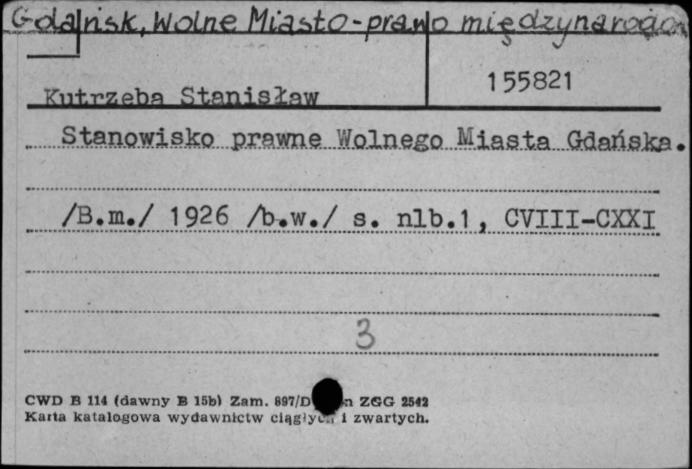 Gdańsk, Wolne Miasto - prawo
155821
Kutrzeba Stanisław
Stanowisko prawne Wolnego Miasta Gdańska.
/B.m./ 1926 /b.w./ s. nlb.1, CVIII-CXXI
3
CWD B 114 (dawny B 15b) Zam. 897/D n ZGG 2542
Karta katalogowa wydawnictw ciągłych i zwartych.